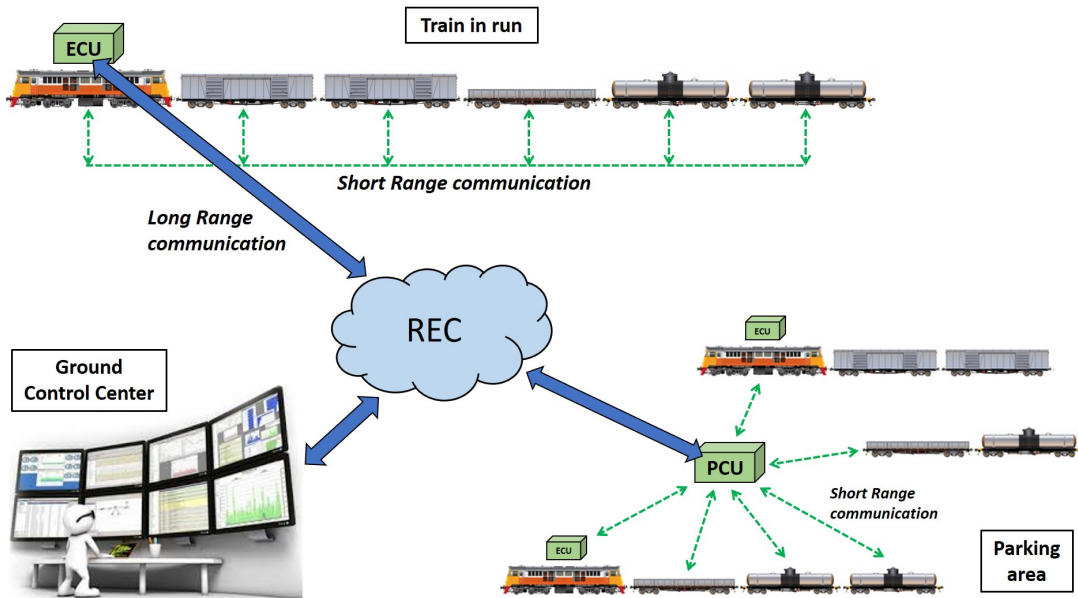 Train in run
ECU
Short Range communication
Long Range
communication
REC
Ground
Control Center
ECU
PCU
Short Range
communication
ECU
Parking
area